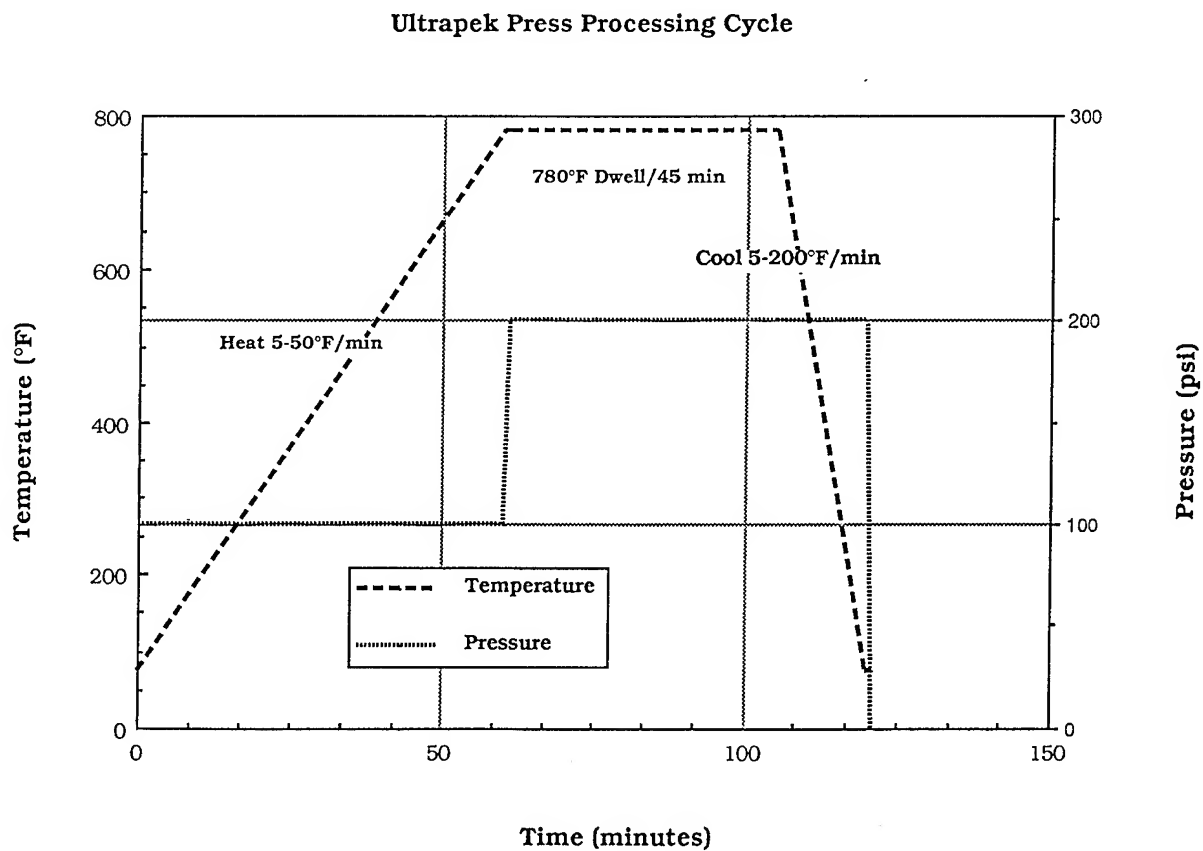 Ultrapek Press Processing Cycle
800
300
780°F Dwell/45 min
600
Cool 5-200°F/min
200
Heat 5-50°F/min
Temperature (°F)
Pressure (psi)
400
100
200
Temperature
Pressure
0
0
0
50
100
150
Time (minutes)